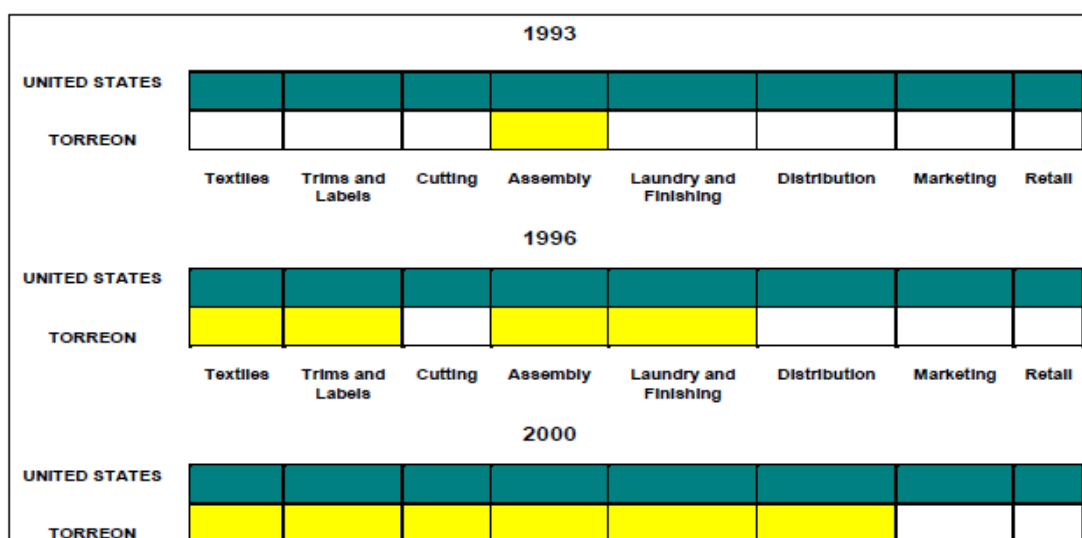 1993
UNITED STATES
TORREON
Textiles Trims and Labels Cutting Assembly Laundry and Finishing Distribution Marketing Retail
1996
UNITED STATES
TORREON
Textiles Trims and Labels Cutting Assembly Laundry and Finishing Distribution Marketing Retail
2000
UNITED STATES
TORREON